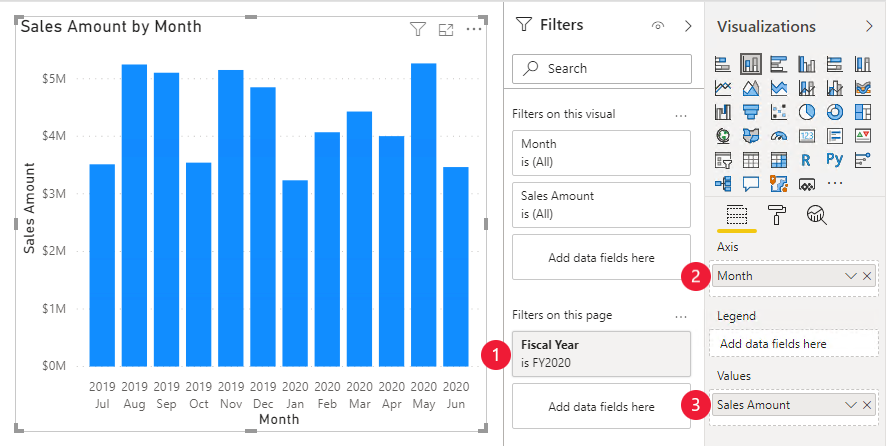 Sales Amount by Month
Sales Amount
$5M
$4M
$3M
$2M
$1M
$0M
2019 2019 2019 2019 2019 2019 2020 2020 2020 2020 2020 2020
Jul Aug Sep Oct Nov Dec Jan Feb Mar Apr May Jun
Month
Filters
Search
Filters on this visual
Month
is (All)
Sales Amount
is (All)
Add data fields here
Filters on this page
1
Fiscal Year
is FY2020
Add data fields here
Visualizations
123
R Py
Axis
2
Month
Legend
Add data fields here
Values
3
Sales Amount